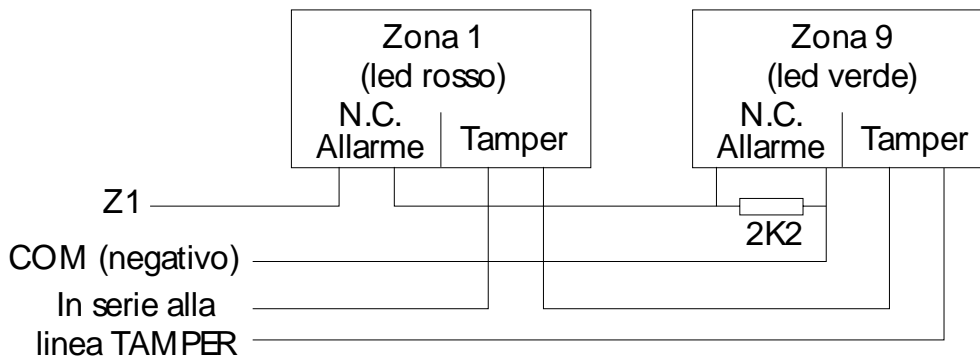 Zona 1
(led rosso)
N.C.
Allarme
Tamper
Zona 9
(led verde)
N.C.
Allarme
Tamper
Z1
2K2
COM (negativo)
In serie alla
linea TAMPER